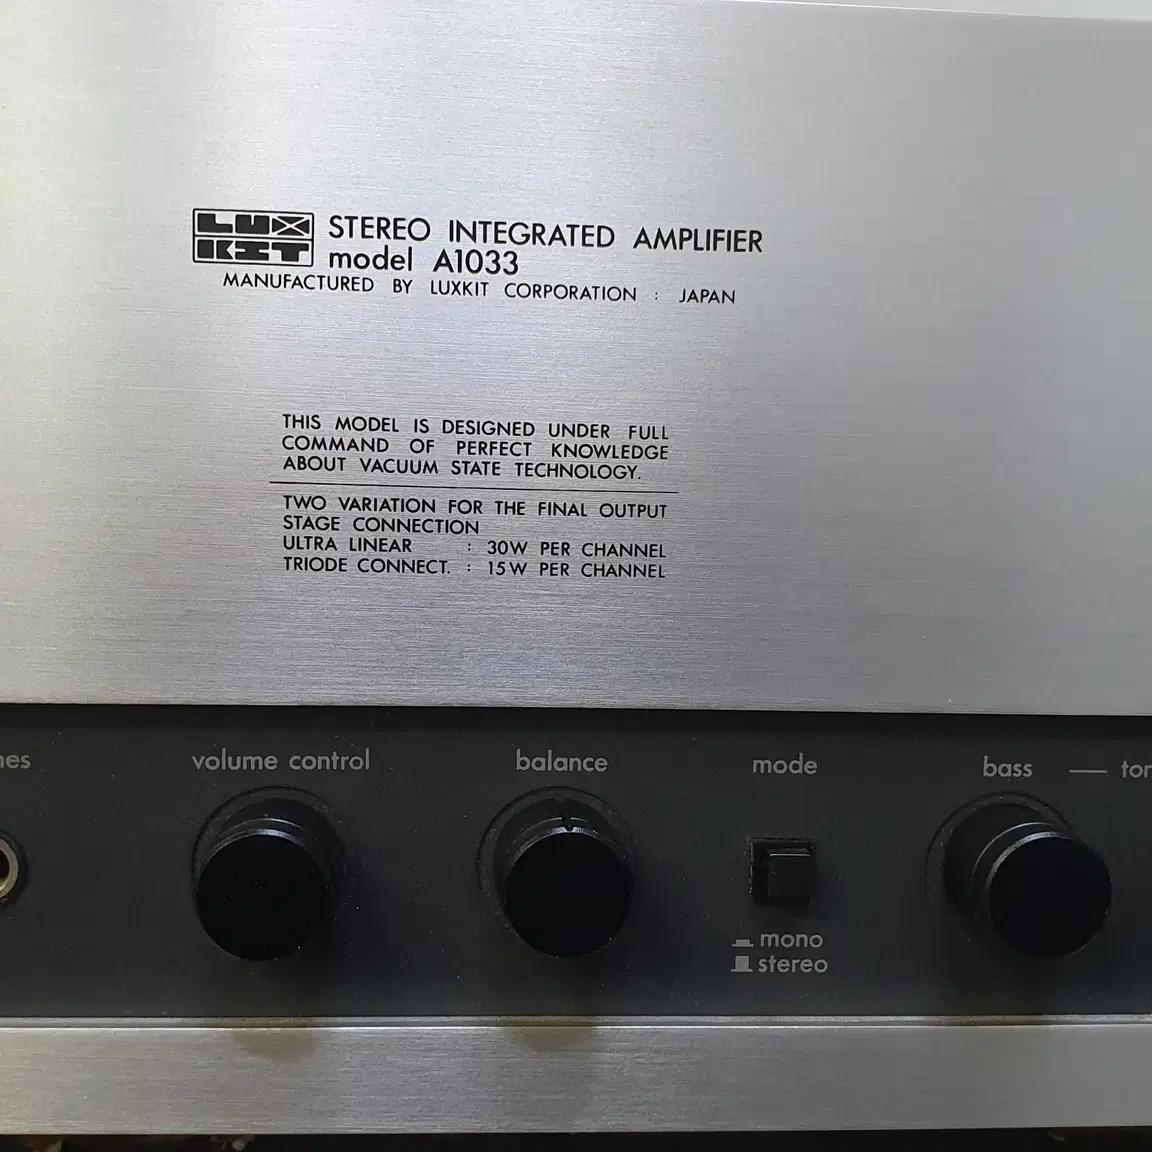 LUX STEREO INTEGRATED AMPLIFIER
KIT model A1033
MANUFACTURED BY LUXKIT CORPORATION : JAPAN
THIS MODEL IS DESIGNED UNDER FULL
COMMAND OF PERFECT KNOWLEDGE
ABOUT VACUUM STATE TECHNOLOGY.
TWO VARIATION FOR THE FINAL OUTPUT
STAGE CONNECTION
ULTRA LINEAR : 30W PER CHANNEL
TRIODE CONNECT. : 15W PER CHANNEL
volume control balance mode bass —
mono
stereo